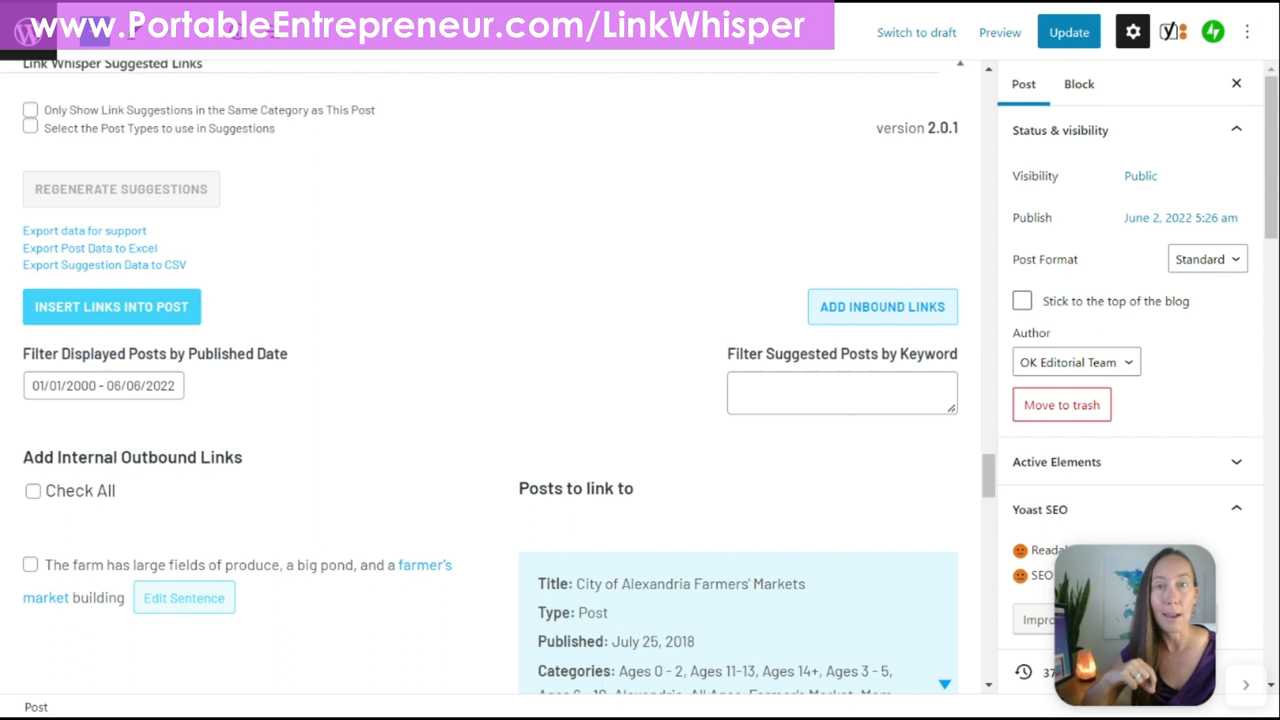 www.PortableEntrepreneur.com/LinkWhisper
Switch to draft
Preview
Update
Link Whisper Suggested Links
Only Show Link Suggestions in the Same Category as This Post
Select the Post Types to use in Suggestions
version 2.0.1
REGENERATE SUGGESTIONS
Export data for support
Export Post Data to Excel
Export Suggestion Data to CSV
INSERT LINKS INTO POST
ADD INBOUND LINKS
Filter Displayed Posts by Published Date
Filter Suggested Posts by Keyword
01/01/2000 - 06/06/2022
Add Internal Outbound Links
Check All
Posts to link to
The farm has large fields of produce, a big pond, and a farmer's
market building
Edit Sentence
Title: City of Alexandria Farmers' Markets
Type: Post
Published: July 25, 2018
Categories: Ages 0 - 2, Ages 11-13, Ages 14+, Ages 3 - 5,
Post
Block
Status & visibility
Visibility
Public
Publish
June 2, 2022 5:26 am
Post Format
Standard
Stick to the top of the blog
Author
OK Editorial Team
Move to trash
Active Elements
Yoast SEO
SEO
Post